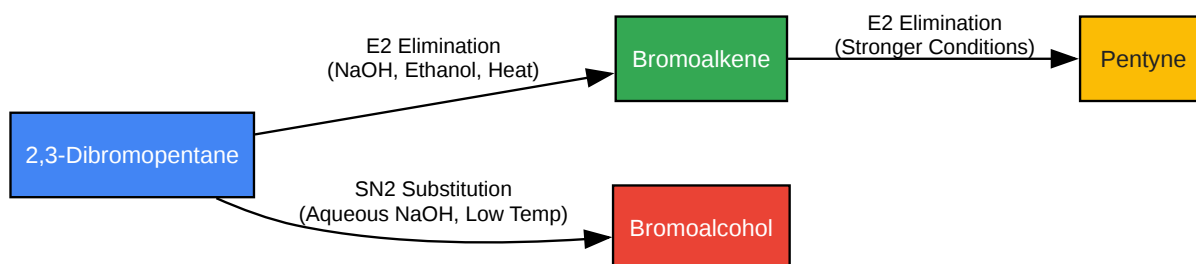 2,3-Dibromopentane
E2 Elimination
(NaOH, Ethanol, Heat)
Bromoalkene
E2 Elimination
(Stronger Conditions)
Pentyne
SN2 Substitution
(Aqueous NaOH, Low Temp)
Bromoalcohol